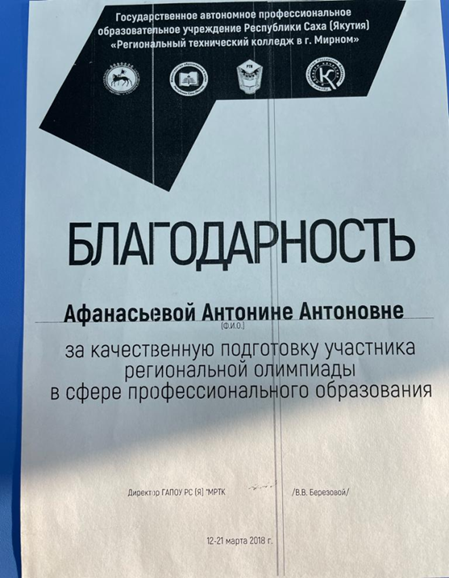 Государственное автономное профессиональное
образовательное учреждение Республики Саха (Якутия)
«Региональный технический колледж в г. Мирном»
БЛАГОДАРНОСТЬ
Афанасьевой Антонине Антоновне
(Ф.И.О.)
за качественную подготовку участника
региональной олимпиады
в сфере профессионального образования
Директор ГАПОУ РС (Я) "МРТК /В.В. Березовой/
12-21 марта 2018 г.